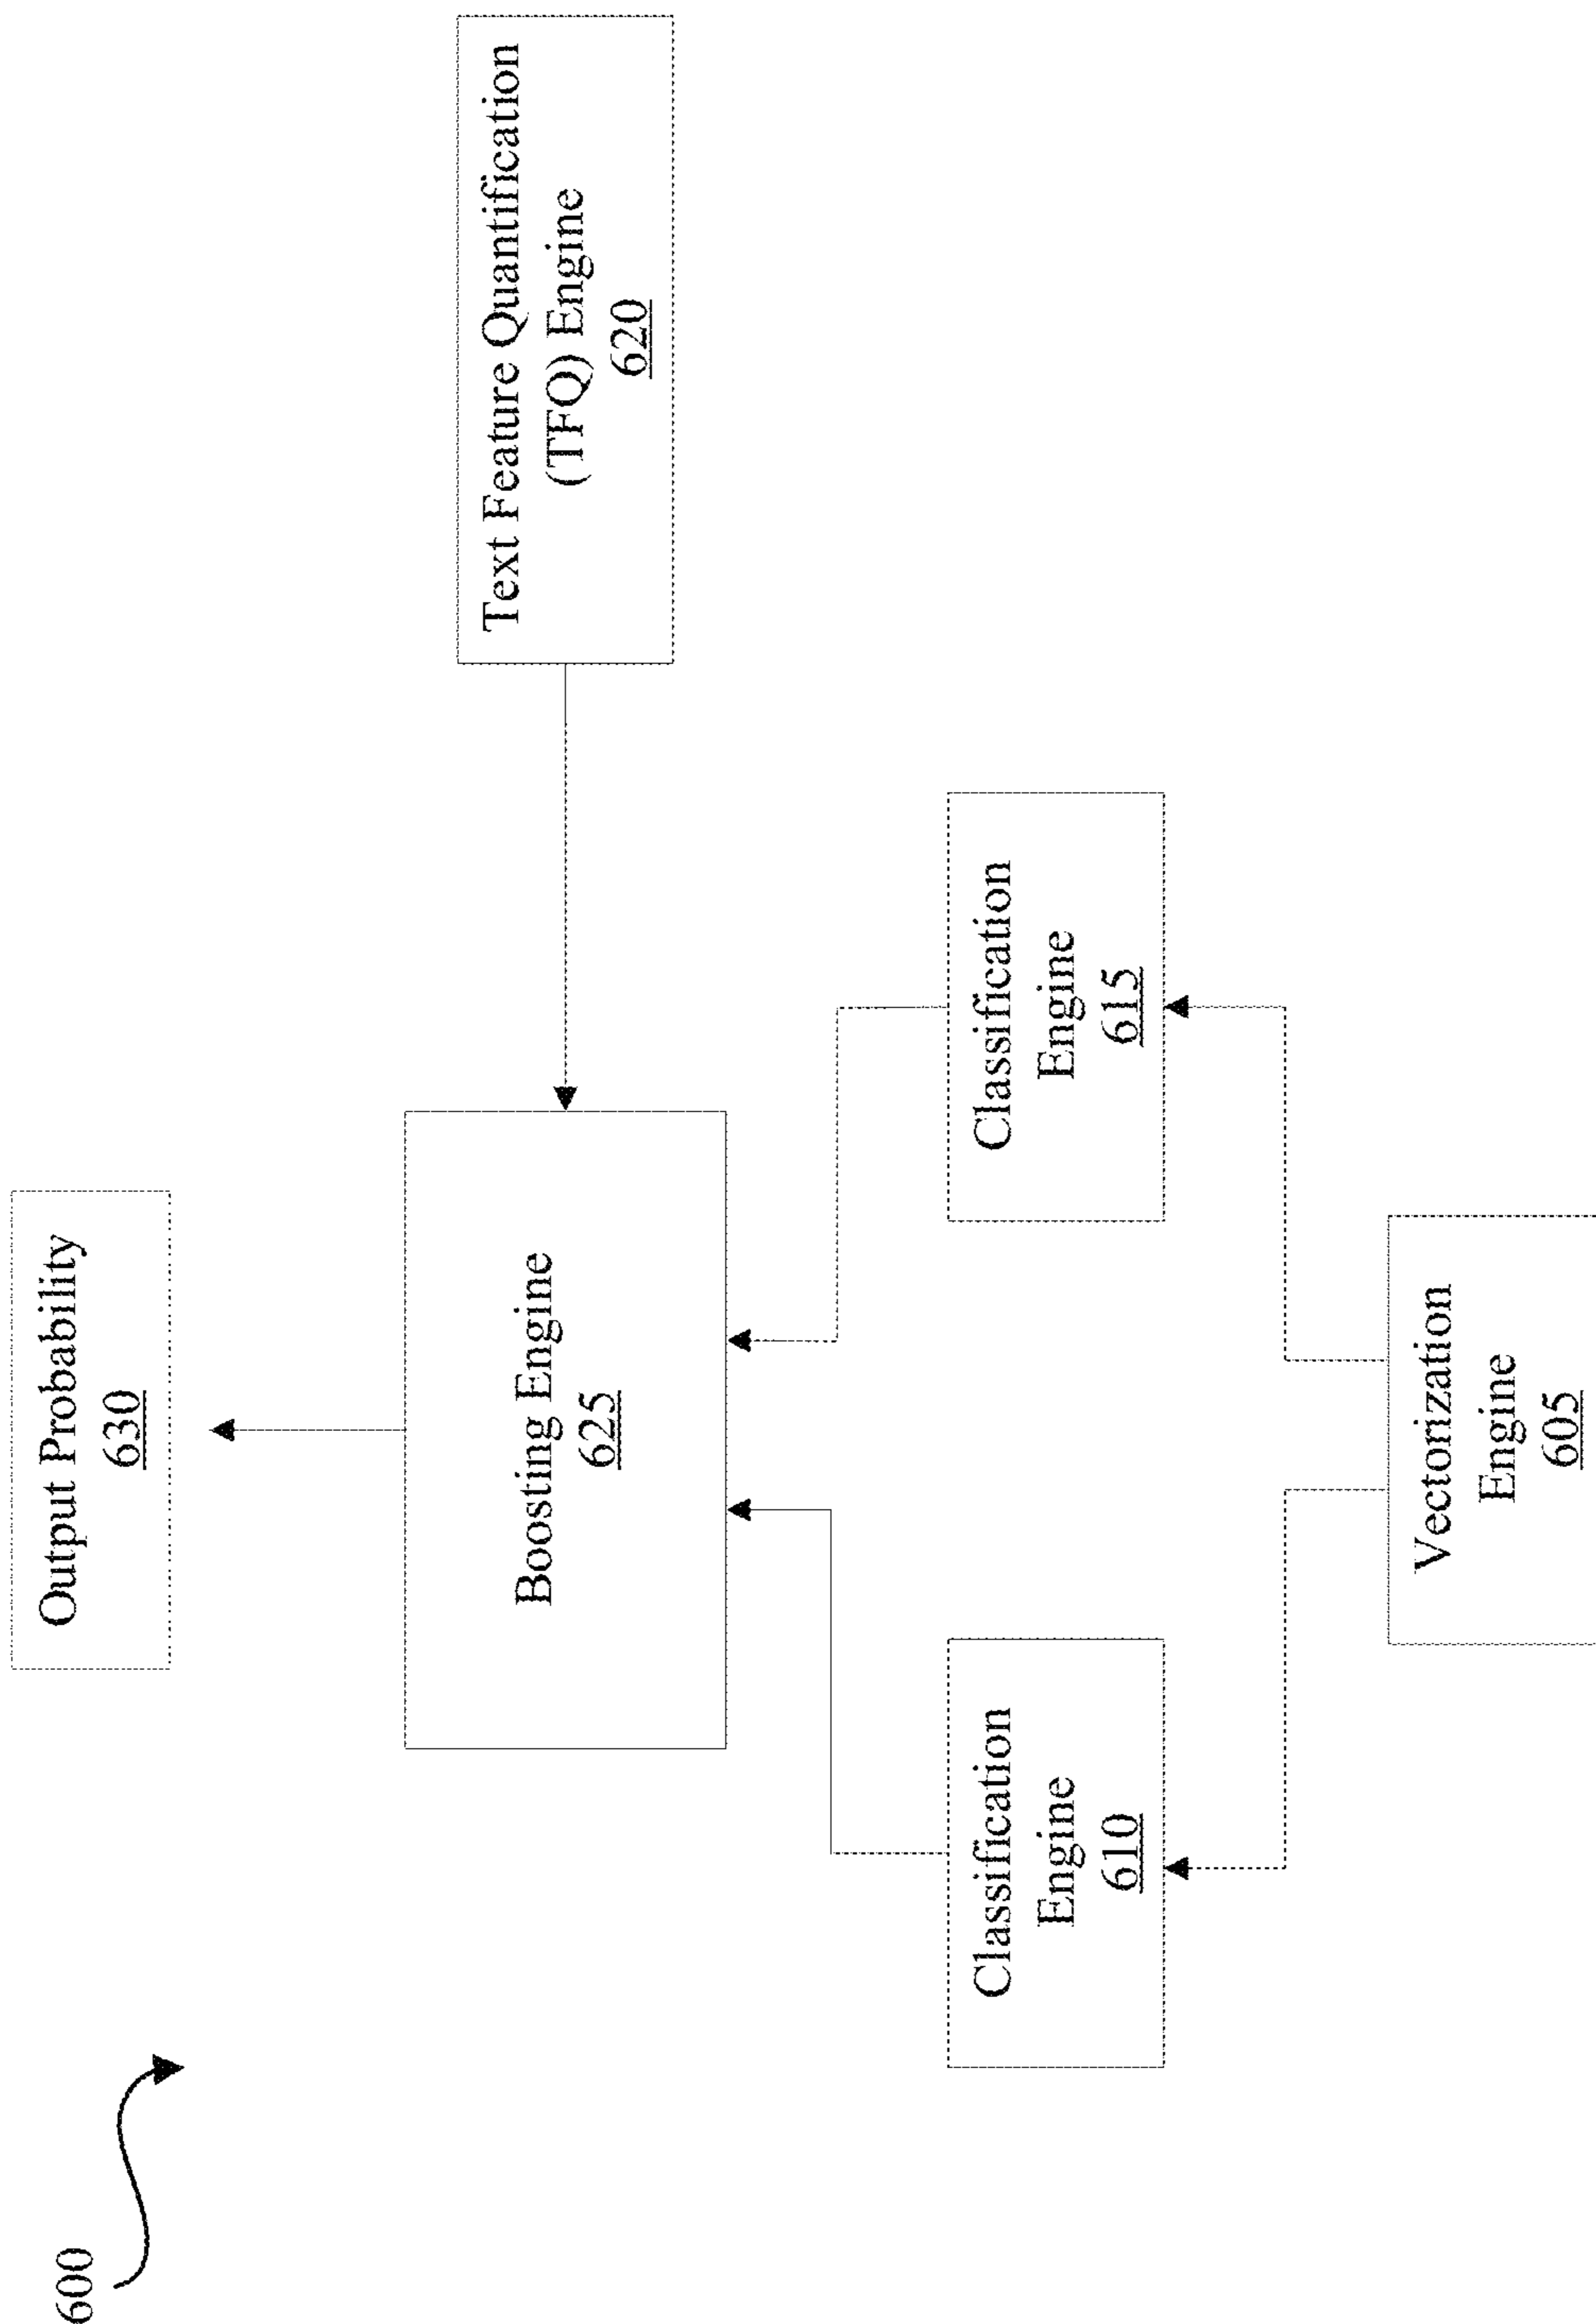 600
Output Probability
630
Boosting Engine
625
Text Feature Quantification
(TFQ) Engine
620
Classification
Engine
610
Classification
Engine
615
Vectorization
Engine
605